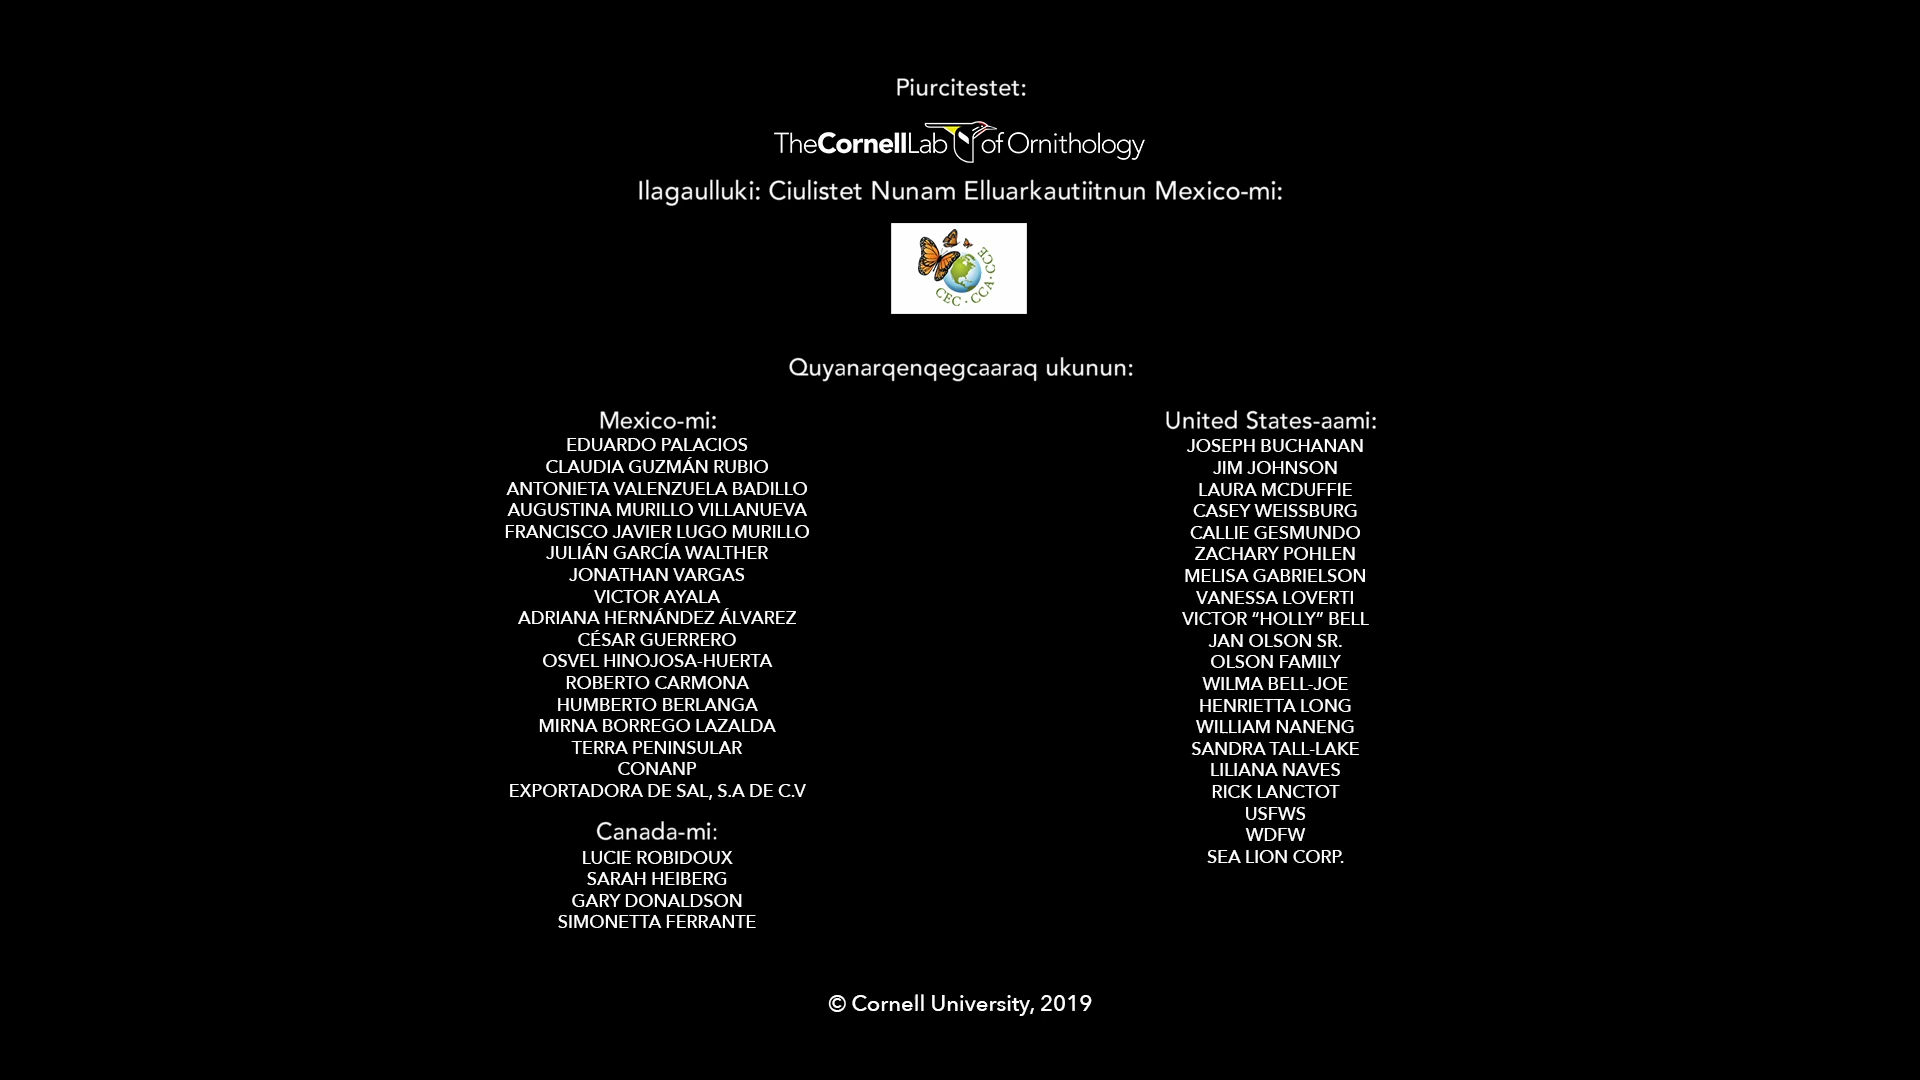 Piurcitestet:
TheCornellLab of Ornithology
Ilagaulluki: Ciulistet Nunam Elluarkautiitnun Mexico-mi:
CEC · CCA · CCE
Quyanarqenqegcaaraq ukunun:
Mexico-mi:
EDUARDO PALACIOS
CLAUDIA GUZMÁN RUBIO
ANTONIETA VALENZUELA BADILLO
AUGUSTINA MURILLO VILLANUEVA
FRANCISCO JAVIER LUGO MURILLO
JULIÁN GARCÍA WALTHER
JONATHAN VARGAS
VICTOR AYALA
ADRIANA HERNÁNDEZ ÁLVAREZ
CÉSAR GUERRERO
OSVEL HINOJOSA-HUERTA
ROBERTO CARMONA
HUMBERTO BERLANGA
MIRNA BORREGO LAZALDA
TERRA PENINSULAR
CONANP
EXPORTADORA DE SAL, S.A DE C.V
Canada-mi:
LUCIE ROBIDOUX
SARAH HEIBERG
GARY DONALDSON
SIMONETTA FERRANTE
United States-aami:
JOSEPH BUCHANAN
JIM JOHNSON
LAURA MCDUFFIE
CASEY WEISSBURG
CALLIE GESMUNDO
ZACHARY POHLEN
MELISA GABRIELSON
VANESSA LOVERTI
VICTOR “HOLLY” BELL
JAN OLSON SR.
OLSON FAMILY
WILMA BELL-JOE
HENRIETTA LONG
WILLIAM NANENG
SANDRA TALL-LAKE
LILIANA NAVES
RICK LANCTOT
USFWS
WDFW
SEA LION CORP.
© Cornell University, 2019